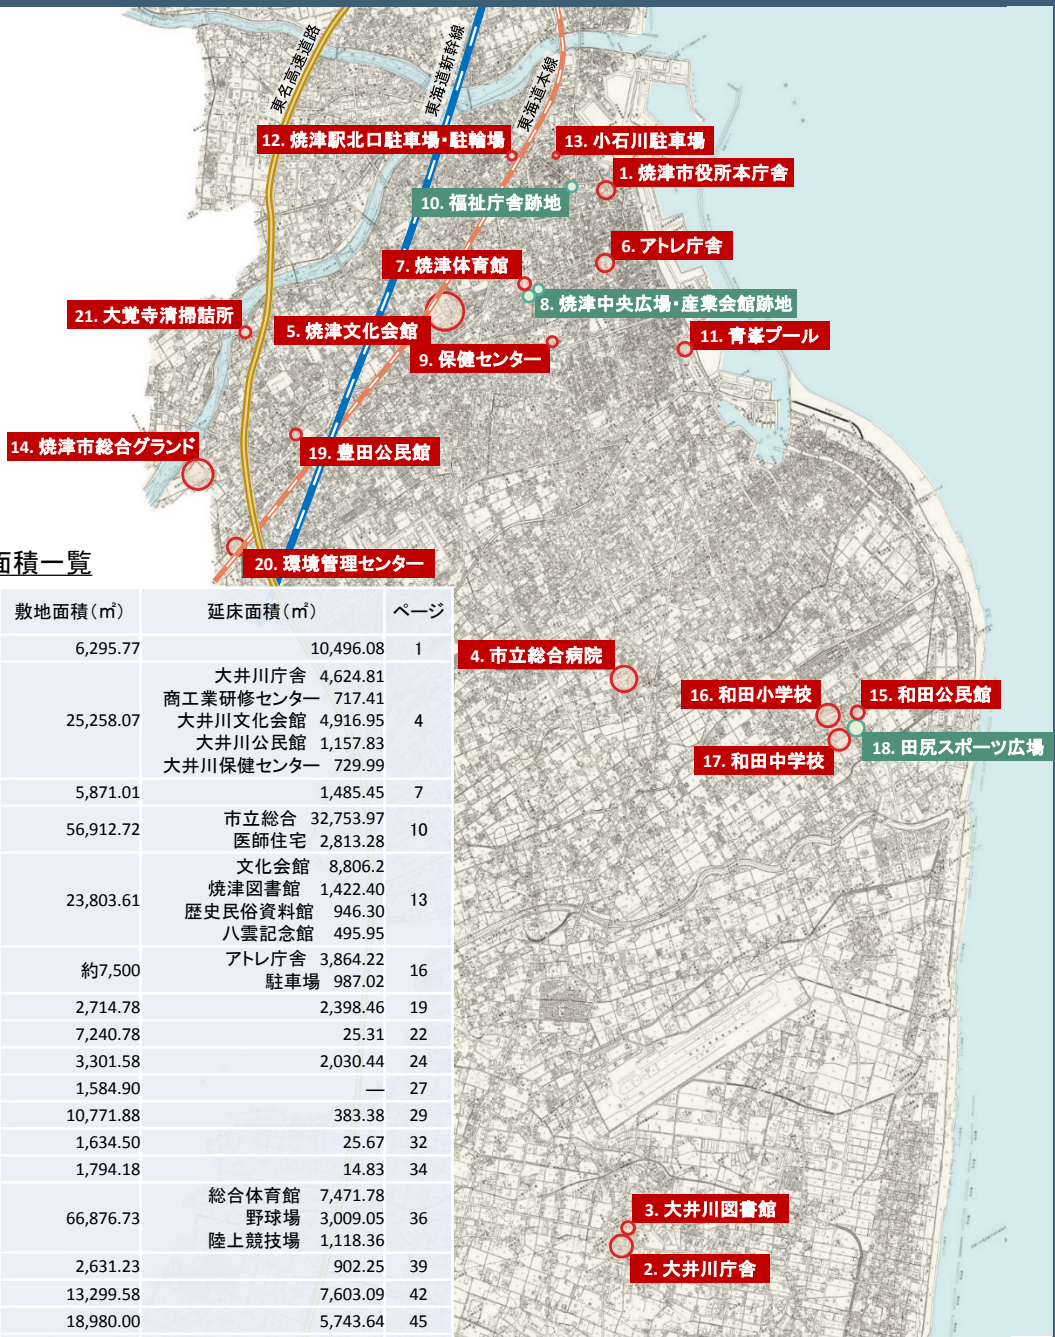 東名高速道路
東海道新幹線
東海道本線
12. 焼津駅北口駐車場・駐輪場
13. 小石川駐車場
1. 焼津市役所本庁舎
10. 福祉庁舎跡地
6. アトレ庁舎
7. 焼津体育館
8. 焼津中央広場・産業会館跡地
21. 大覚寺清掃詰所
5. 焼津文化会館
11. 青峯プール
9. 保健センター
14. 焼津市総合グランド
19. 豊田公民館
20. 環境管理センター
面積一覧
敷地面積(㎡) 延床面積(㎡) ページ
6,295.77 10,496.08 1
25,258.07 大井川庁舎 4,624.81 4
商工業研修センター 717.41
大井川文化会館 4,916.95
大井川公民館 1,157.83
大井川保健センター 729.99
5,871.01 1,485.45 7
56,912.72 市立総合 32,753.97 10
医師住宅 2,813.28
23,803.61 文化会館 8,806.2 13
焼津図書館 1,422.40
歴史民俗資料館 946.30
八雲記念館 495.95
約7,500 アトレ庁舎 3,864.22 16
駐車場 987.02
2,714.78 2,398.46 19
7,240.78 25.31 22
3,301.58 2,030.44 24
1,584.90 ― 27
10,771.88 383.38 29
1,634.50 25.67 32
1,794.18 14.83 34
66,876.73 総合体育館 7,471.78 36
野球場 3,009.05
陸上競技場 1,118.36
2,631.23 902.25 39
13,299.58 7,603.09 42
18,980.00 5,743.64 45
4. 市立総合病院
16. 和田小学校
15. 和田公民館
18. 田尻スポーツ広場
17. 和田中学校
3. 大井川図書館
2. 大井川庁舎